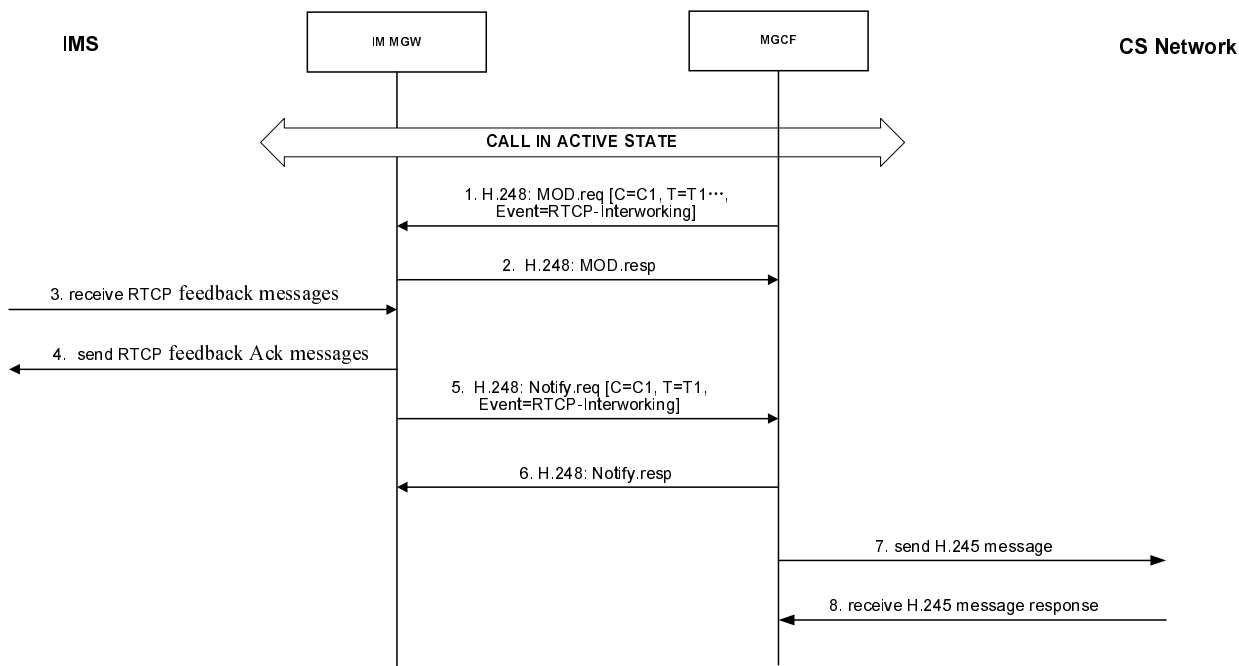 IMS
IM MGW
MGCF
CS Network
CALL IN ACTIVE STATE
1. H.248: MOD.req [C=C1, T=T1···,
Event=RTCP-Interworking]
2. H.248: MOD.resp
3. receive RTCP feedback messages
4. send RTCP feedback Ack messages
5. H.248: Notify.req [C=C1, T=T1,
Event=RTCP-Interworking]
6. H.248: Notify.resp
7. send H.245 message
8. receive H.245 message response